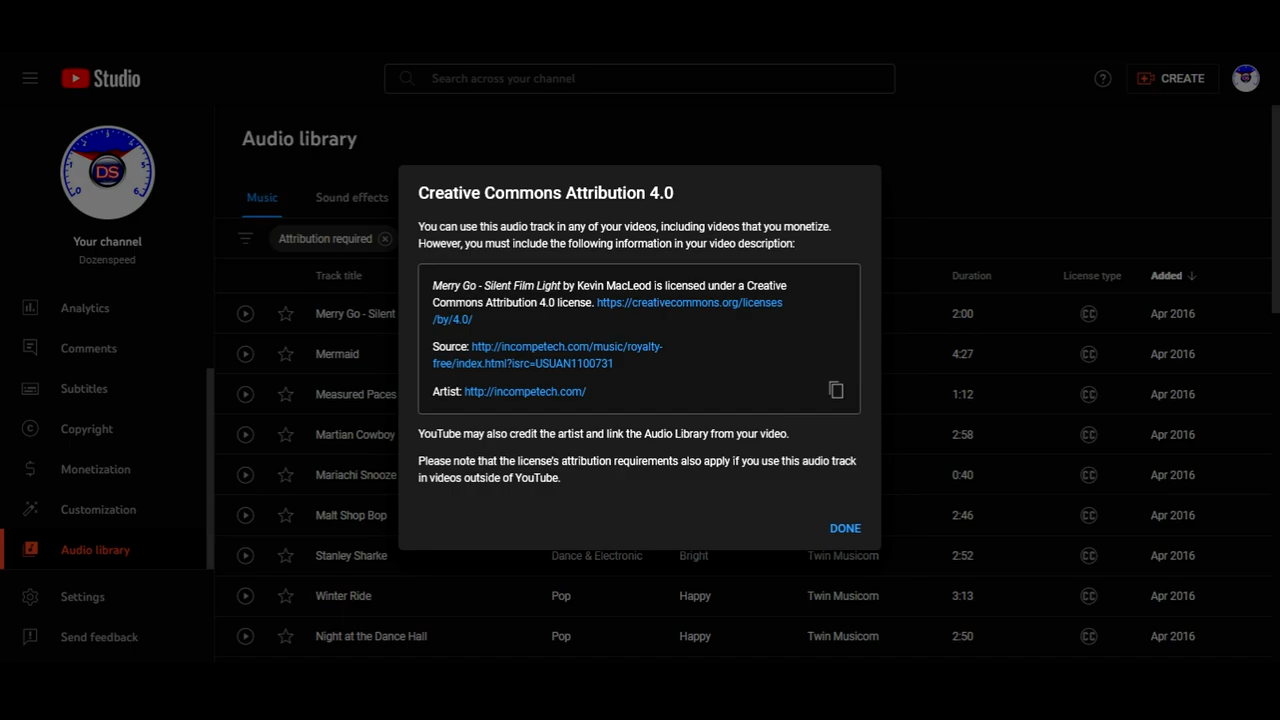 Studio
Search across your channel
CREATE
DS
Your channel
Dozenspeed
Analytics
Comments
Subtitles
Copyright
Monetization
Customization
Audio library
Settings
Send feedback
Audio library
Music Sound effects
Attribution required
Track title Duration License type Added
Merry Go - Silent 2:00 Apr 2016
Mermaid 4:27 Apr 2016
Measured Paces 1:12 Apr 2016
Martian Cowboy 2:58 Apr 2016
Mariachi Snooze 0:40 Apr 2016
Malt Shop Bop 2:46 Apr 2016
Stanley Sharke Dance & Electronic Bright Twin Musicom 2:52 Apr 2016
Winter Ride Pop Happy Twin Musicom 3:13 Apr 2016
Night at the Dance Hall Pop Happy Twin Musicom 2:50 Apr 2016
Creative Commons Attribution 4.0
You can use this audio track in any of your videos, including videos that you monetize.
However, you must include the following information in your video description:
Merry Go - Silent Film Light by Kevin MacLeod is licensed under a Creative
Commons Attribution 4.0 license. https://creativecommons.org/licenses
/by/4.0/
Source: http://incompetech.com/music/royalty-
free/index.html?isrc=USUAN1100731
Artist: http://incompetech.com/
YouTube may also credit the artist and link the Audio Library from your video.
Please note that the license's attribution requirements also apply if you use this audio track
in videos outside of YouTube.
DONE